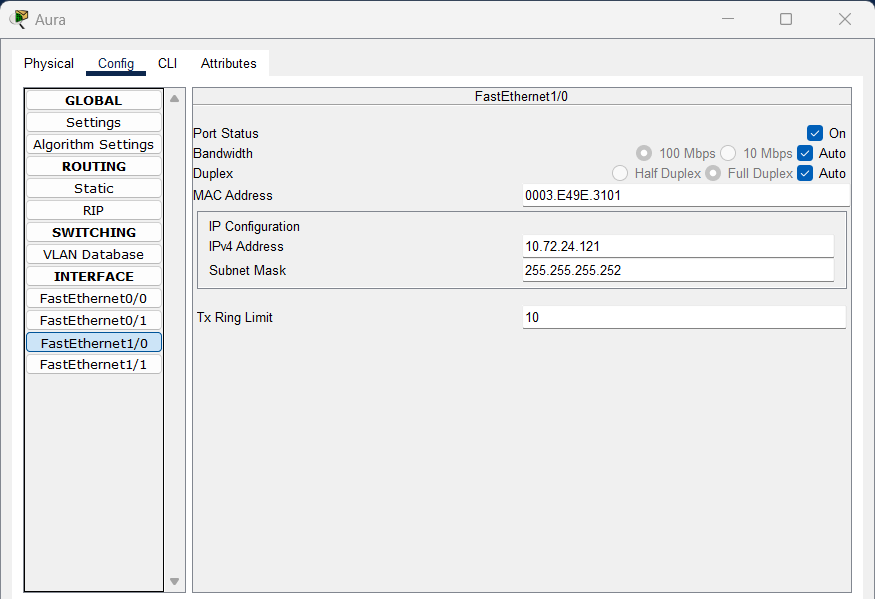 Aura
Physical Config CLI Attributes
GLOBAL
Settings
Algorithm Settings
ROUTING
Static
RIP
SWITCHING
VLAN Database
INTERFACE
FastEthernet0/0
FastEthernet0/1
FastEthernet1/0
FastEthernet1/1
FastEthernet1/0
Port Status On
Bandwidth 100 Mbps 10 Mbps Auto
Duplex Half Duplex Full Duplex Auto
MAC Address 0003.E49E.3101
IP Configuration
IPv4 Address 10.72.24.121
Subnet Mask 255.255.255.252
Tx Ring Limit 10